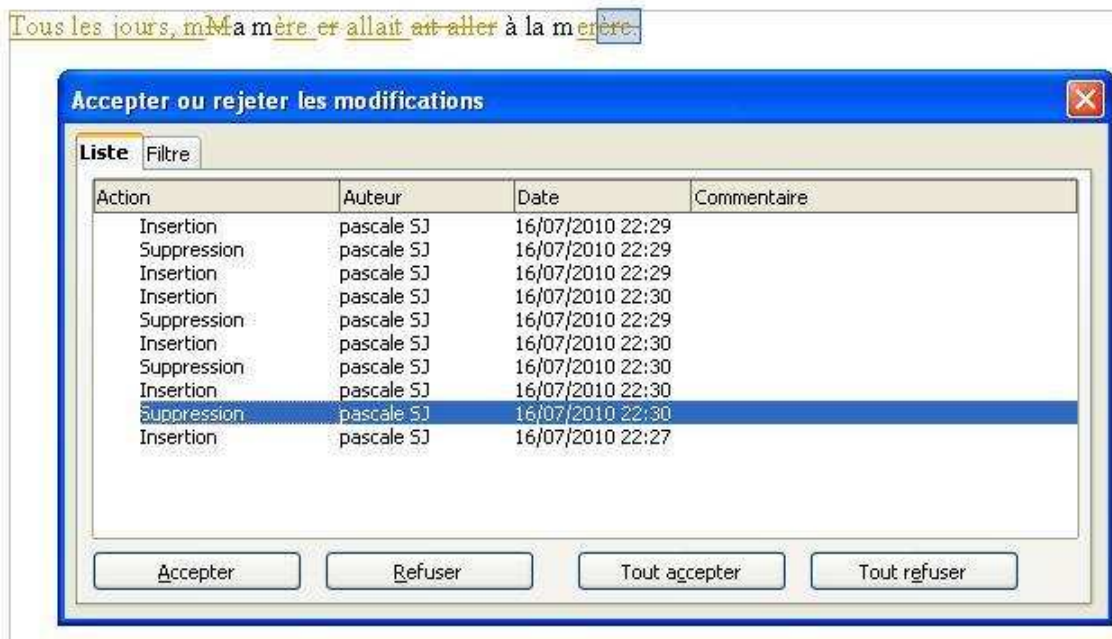 Tous les jours, mMa mère er allait ait aller à la merère.
Accepter ou rejeter les modifications
Liste Filtre
Action Auteur Date Commentaire
Insertion pascale SJ 16/07/2010 22:29
Suppression pascale SJ 16/07/2010 22:29
Insertion pascale SJ 16/07/2010 22:29
Insertion pascale SJ 16/07/2010 22:30
Suppression pascale SJ 16/07/2010 22:29
Insertion pascale SJ 16/07/2010 22:30
Suppression pascale SJ 16/07/2010 22:30
Insertion pascale SJ 16/07/2010 22:30
Suppression pascale SJ 16/07/2010 22:30
Insertion pascale SJ 16/07/2010 22:27
Accepter Refuser Tout accepter Tout refuser